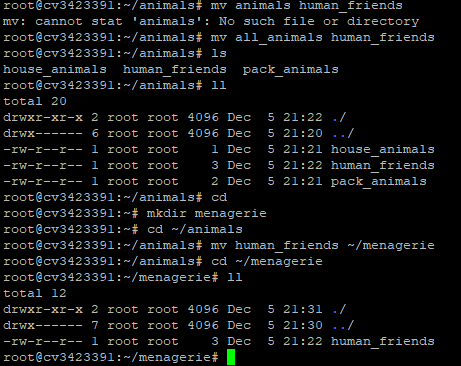 root@cv3423391:~/animals# mv animals human_friends
mv: cannot stat 'animals': No such file or directory
root@cv3423391:~/animals# mv all_animals human_friends
root@cv3423391:~/animals# ls
house_animals  human_friends  pack_animals
root@cv3423391:~/animals# ll
total 20
drwxr-xr-x 2 root root 4096 Dec  5 21:22 ./
drwx------ 6 root root 4096 Dec  5 21:20 ../
-rw-r--r-- 1 root root    1 Dec  5 21:21 house_animals
-rw-r--r-- 1 root root    3 Dec  5 21:22 human_friends
-rw-r--r-- 1 root root    2 Dec  5 21:21 pack_animals
root@cv3423391:~/animals# cd
root@cv3423391:~# mkdir menagerie
root@cv3423391:~# cd ~/animals
root@cv3423391:~/animals# mv human_friends ~/menagerie
root@cv3423391:~/animals# cd ~/menagerie
root@cv3423391:~/menagerie# ll
total 12
drwxr-xr-x 2 root root 4096 Dec  5 21:31 ./
drwx------ 7 root root 4096 Dec  5 21:30 ../
-rw-r--r-- 1 root root    3 Dec  5 21:22 human_friends
root@cv3423391:~/menagerie#